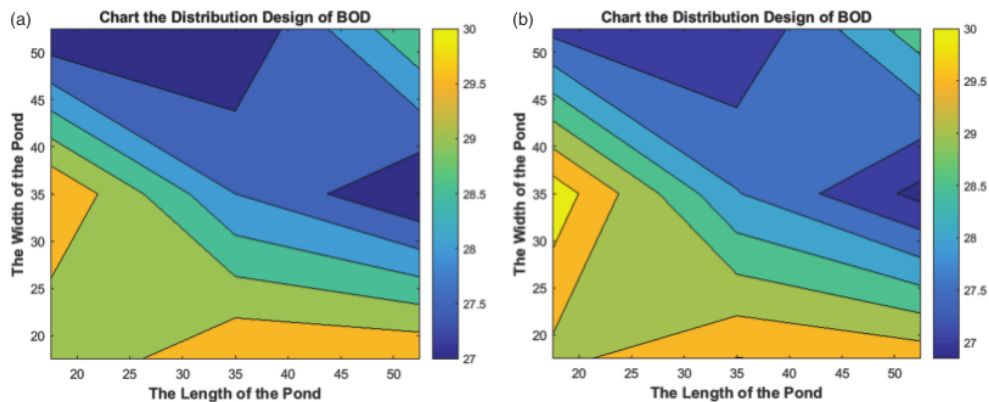 (a)
Chart the Distribution Design of BOD
The Width of the Pond
50
45
40
35
30
25
20
20 25 30 35 40 45 50
The Length of the Pond
30
29.5
29
28.5
28
27.5
27
(b)
Chart the Distribution Design of BOD
The Width of the Pond
50
45
40
35
30
25
20
20 25 30 35 40 45 50
The Length of the Pond
30
29.5
29
28.5
28
27.5
27